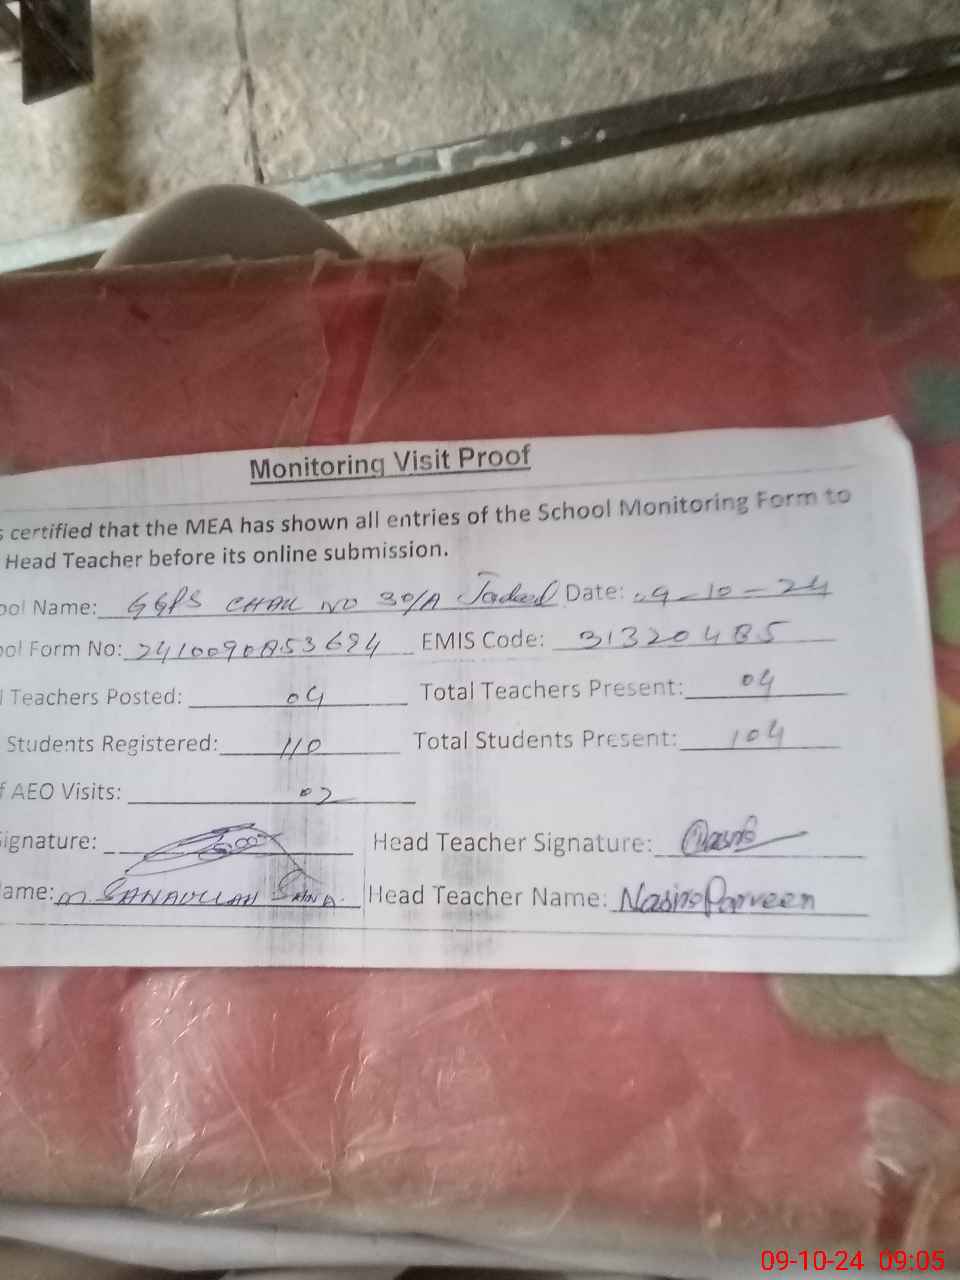 Monitoring Visit Proof
s certified that the MEA has shown all entries of the School Monitoring Form to
Head Teacher before its online submission.
ool Name: GGPS CHAK NO 30/A Date: 09-10-24
ool Form No: 2410090853694 EMIS Code: 31320485
l Teachers Posted: 04 Total Teachers Present: 04
Students Registered: 110 Total Students Present: 104
f AEO Visits: 02
Signature: Head Teacher Signature:
ame: M. SANAULLAH Head Teacher Name: Nasins Parveen
09-10-24 09:05